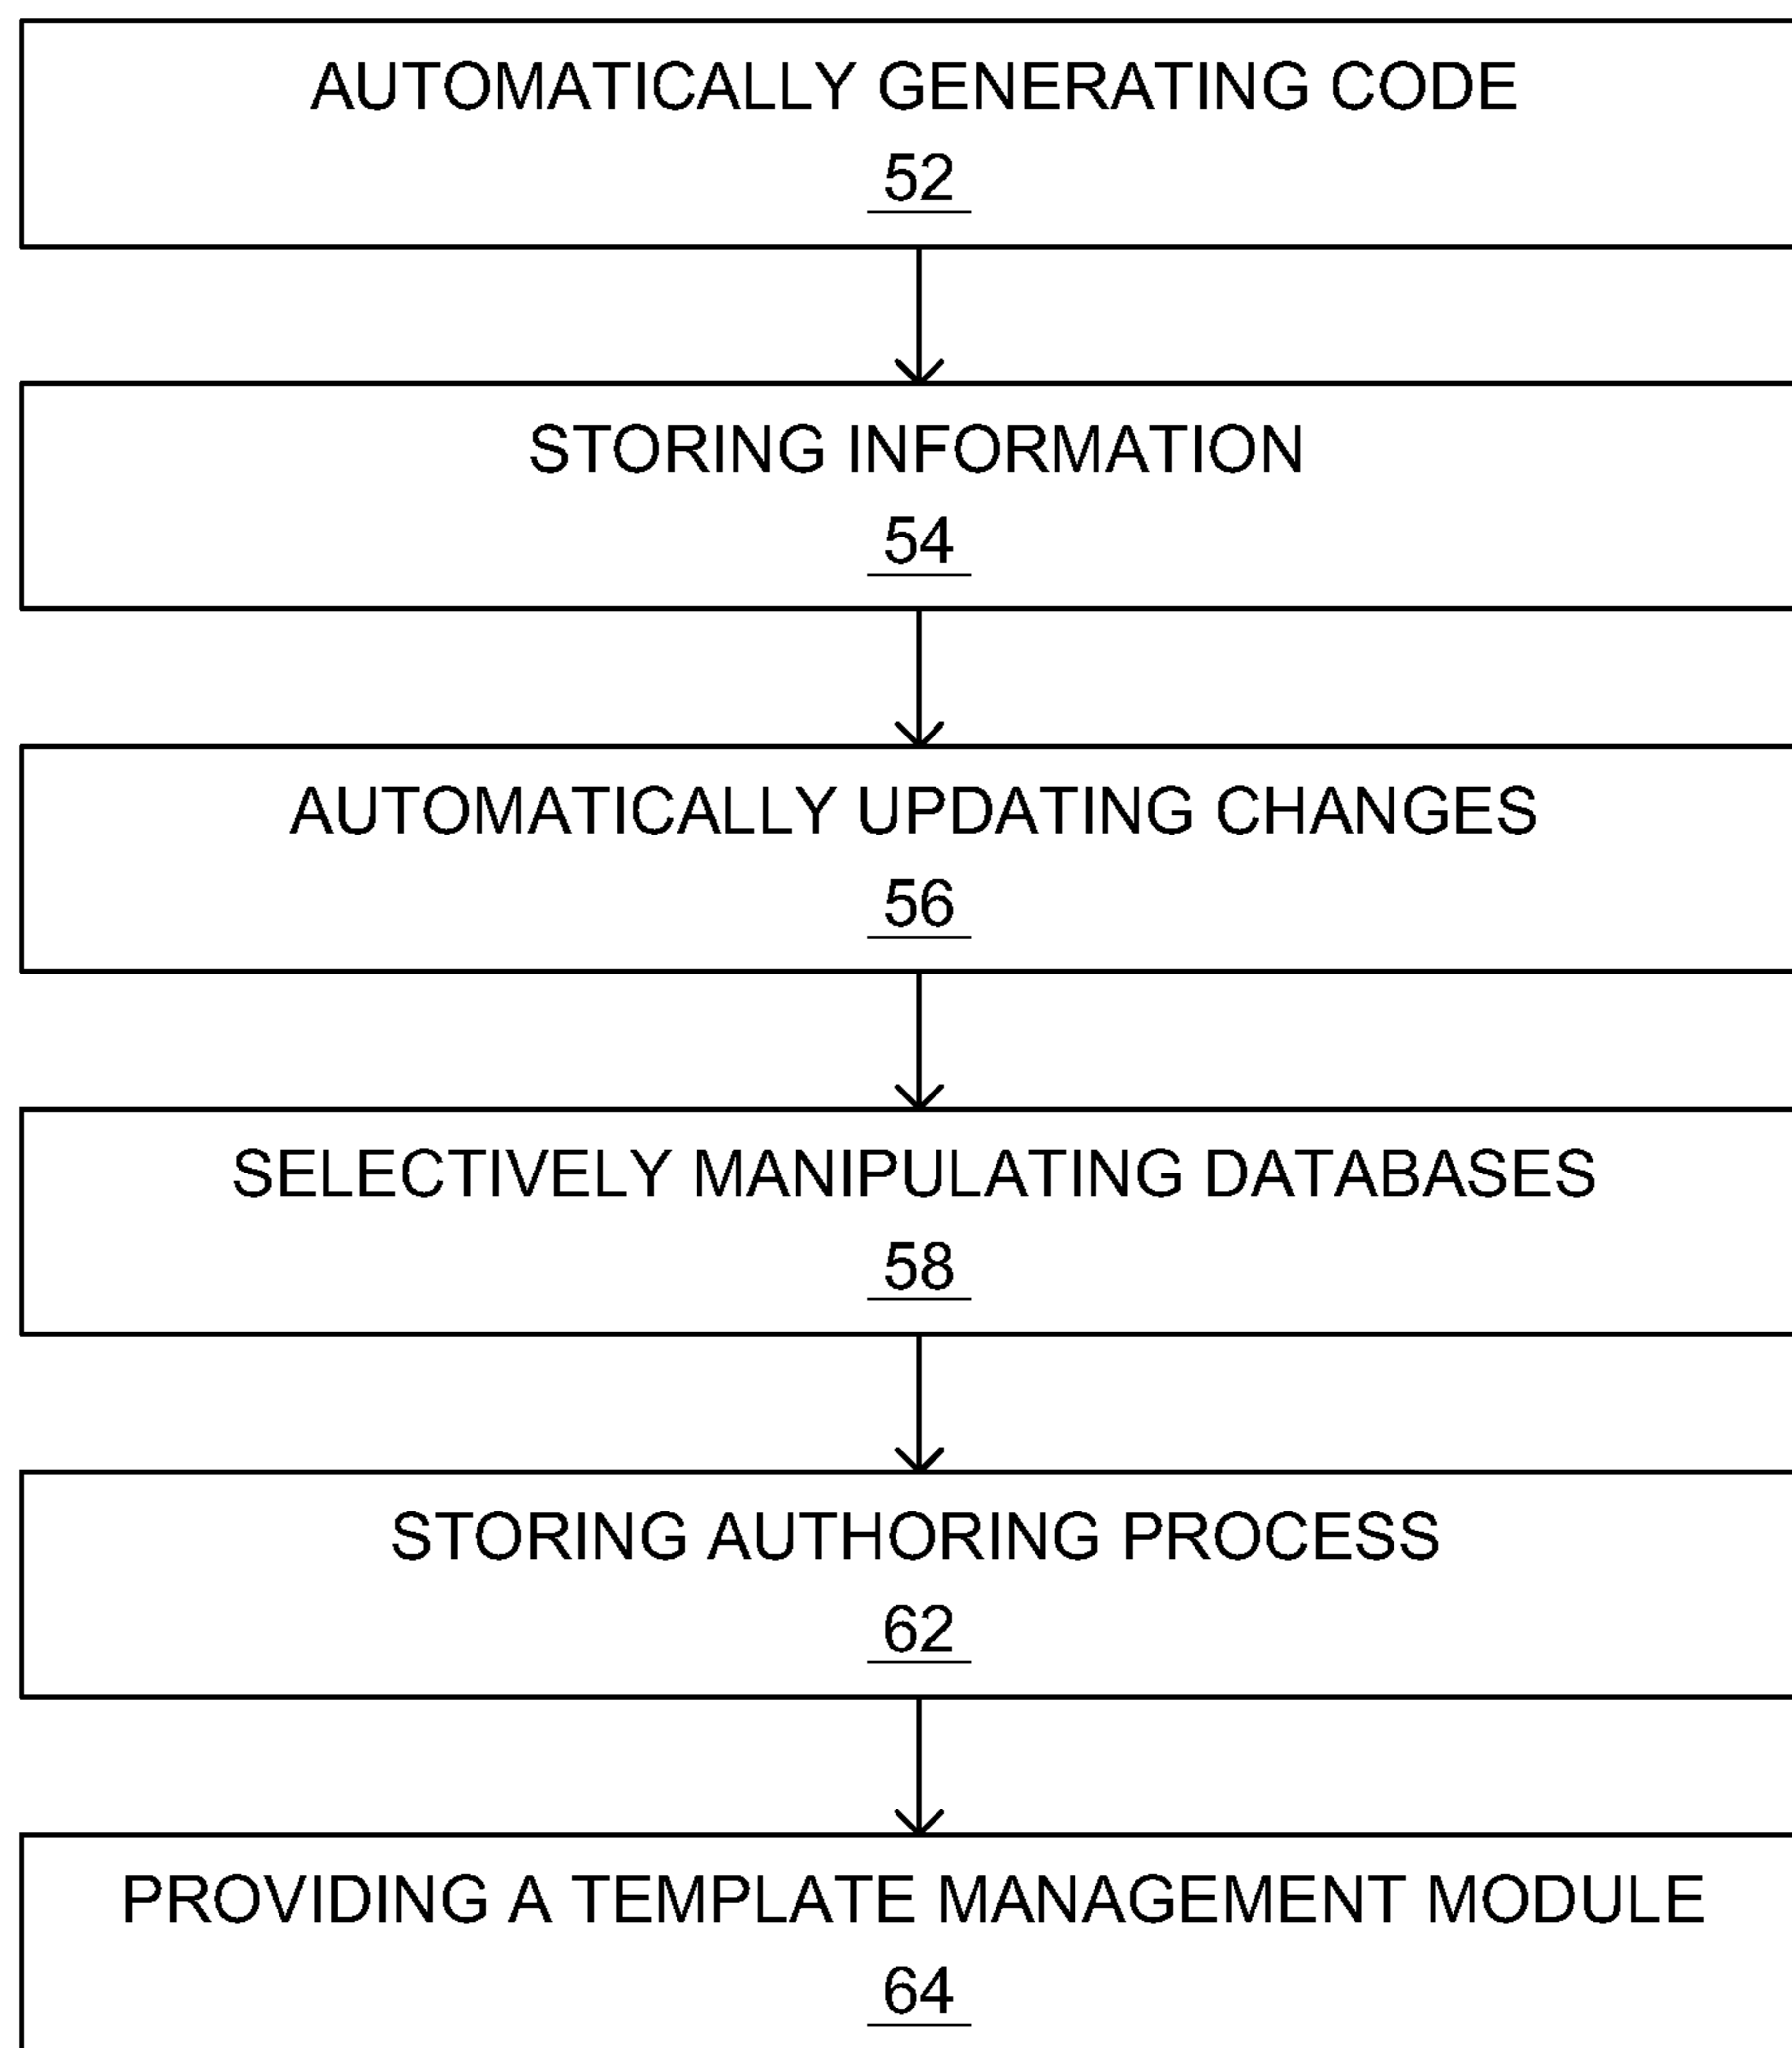 AUTOMATICALLY GENERATING CODE
52
STORING INFORMATION
54
AUTOMATICALLY UPDATING CHANGES
56
SELECTIVELY MANIPULATING DATABASES
58
STORING AUTHORING PROCESS
62
PROVIDING A TEMPLATE MANAGEMENT MODULE
64